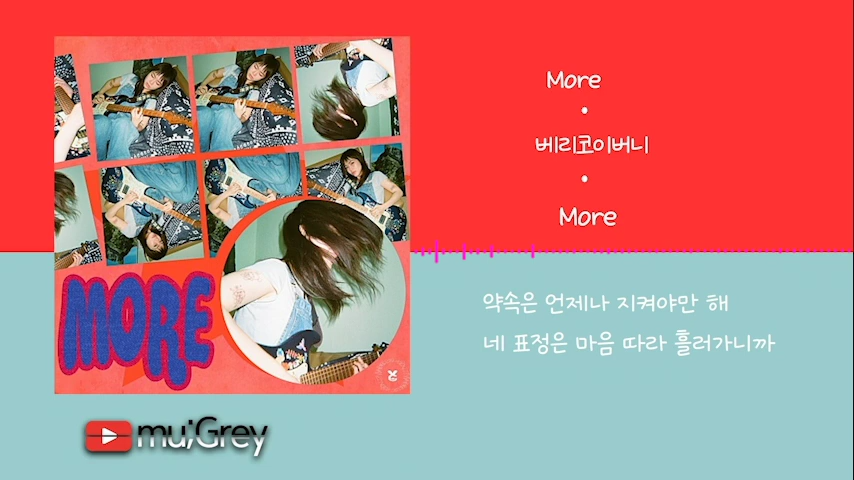 More
베리코이버니
More
약속은 언제나 지켜야만 해
네 표정은 마음 따라 흘러가니까
MORE
mu;Grey